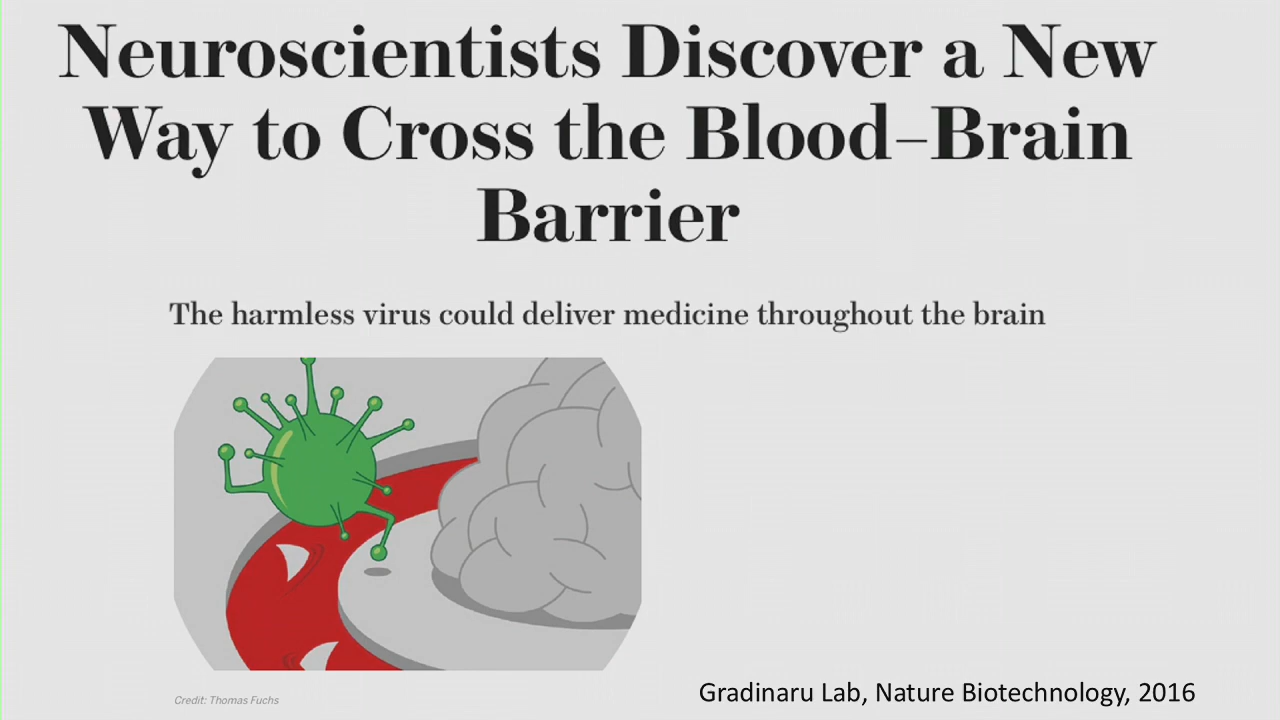 Neuroscientists Discover a New
Way to Cross the Blood–Brain
Barrier
The harmless virus could deliver medicine throughout the brain
Credit: Thomas Fuchs
Gradinaru Lab, Nature Biotechnology, 2016